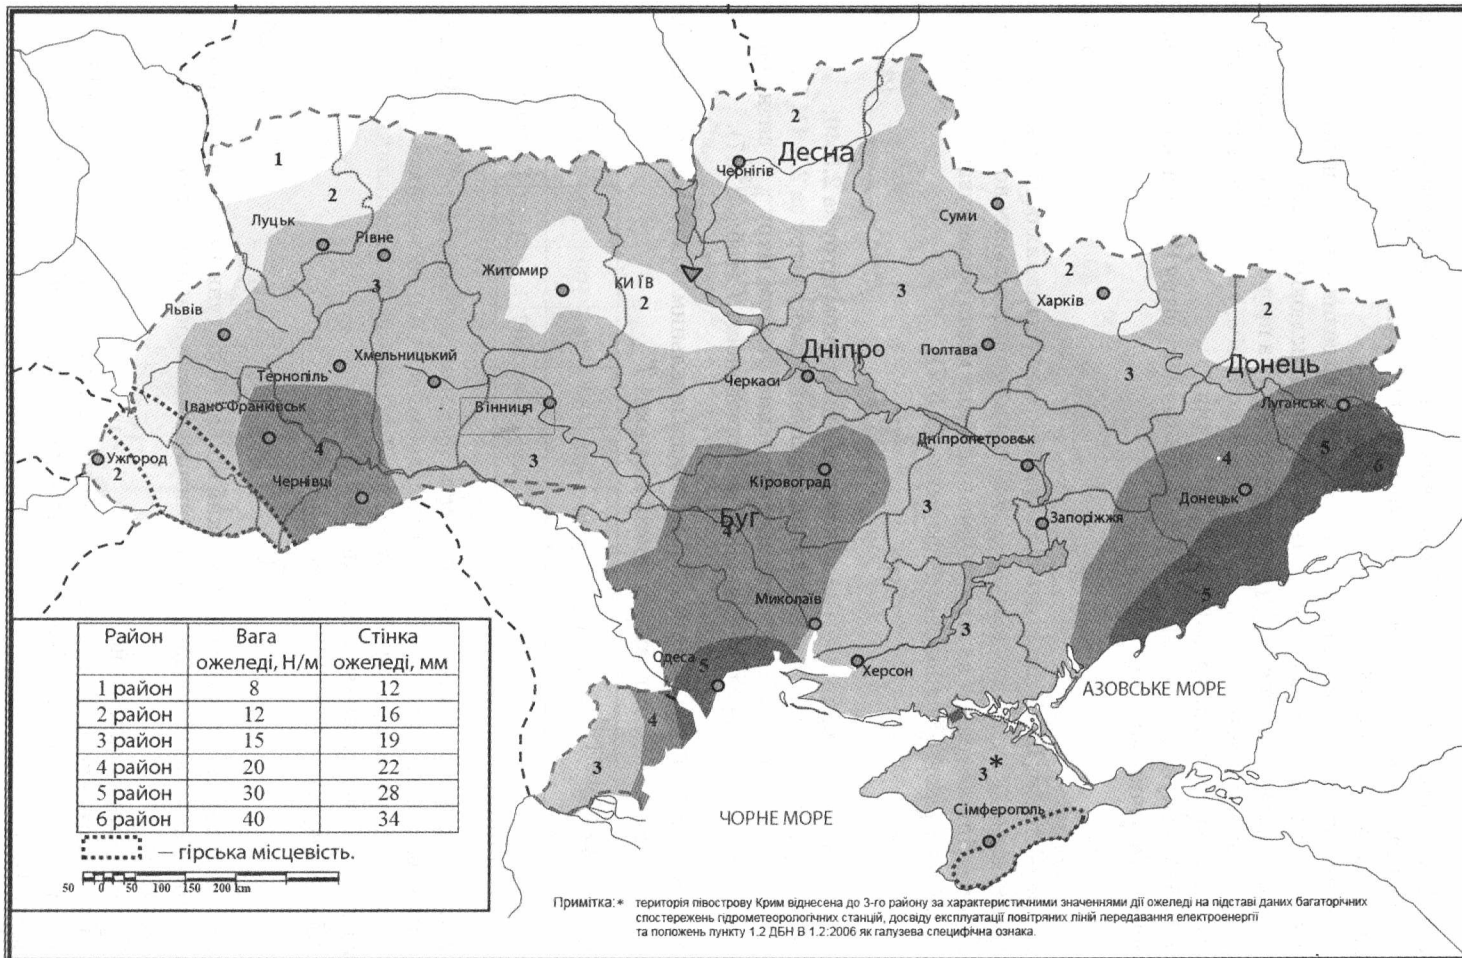 2
Десна
1
Чернігів
2
Луцьк
Суми
Рівне
2
Житомир
КИЇВ
3
2
3
Харків
2
Львів
Дніпро
Полтава
Хмельницький
Донець
Тернопіль
Черкаси
3
Івано-Франківськ
Вінниця
Луганськ
4
Дніпропетровськ
5
Ужгород
2
3
4
6
Чернівці
Кіровоград
Донецьк
3
Буг
4
Запоріжжя
Миколаїв
5
3
Одеса
5
Херсон
АЗОВСЬКЕ МОРЕ
4
3
3*
ЧОРНЕ МОРЕ
Сімферополь
Район Вага ожеледі, Н/м Стінка ожеледі, мм
1 район 8 12
2 район 12 16
3 район 15 19
4 район 20 22
5 район 30 28
6 район 40 34
— гірська місцевість.
50 0 50 100 150 200 km
Примітка:* територія півострову Крим віднесена до 3-го району за характеристичними значеннями дії ожеледі на підставі даних багаторічних
спостережень гідрометеорологічних станцій, досвіду експлуатації повітряних ліній передавання електроенергії
та положень пункту 1.2 ДБН В 1.2:2006 як галузева специфічна ознака.